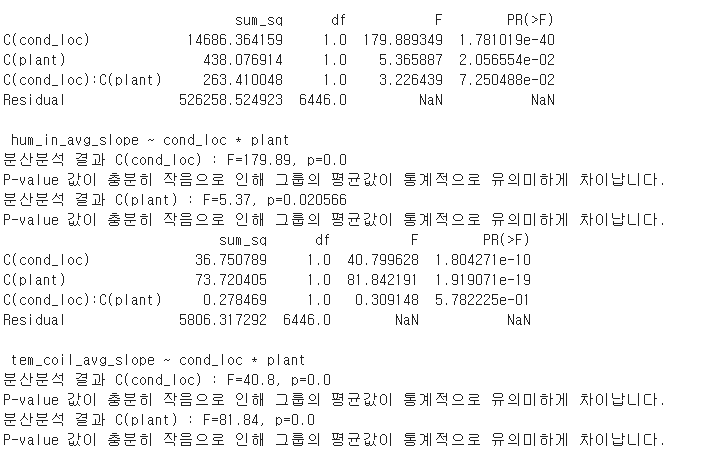 sum_sq df F PR(>F)
C(cond_loc) 14686.364159 1.0 179.889349 1.781019e-40
C(plant) 438.076914 1.0 5.365887 2.056554e-02
C(cond_loc):C(plant) 263.410048 1.0 3.226439 7.250488e-02
Residual 526258.524923 6446.0 NaN NaN
hum_in_avg_slope ~ cond_loc * plant
분산분석 결과 C(cond_loc) : F=179.89, p=0.0
P-value 값이 충분히 작음으로 인해 그룹의 평균값이 통계적으로 유의미하게 차이납니다.
분산분석 결과 C(plant) : F=5.37, p=0.020566
P-value 값이 충분히 작음으로 인해 그룹의 평균값이 통계적으로 유의미하게 차이납니다.
sum_sq df F PR(>F)
C(cond_loc) 36.750789 1.0 40.799628 1.804271e-10
C(plant) 73.720405 1.0 81.842191 1.919071e-19
C(cond_loc):C(plant) 0.278469 1.0 0.309148 5.782225e-01
Residual 5806.317292 6446.0 NaN NaN
tem_coil_avg_slope ~ cond_loc * plant
분산분석 결과 C(cond_loc) : F=40.8, p=0.0
P-value 값이 충분히 작음으로 인해 그룹의 평균값이 통계적으로 유의미하게 차이납니다.
분산분석 결과 C(plant) : F=81.84, p=0.0
P-value 값이 충분히 작음으로 인해 그룹의 평균값이 통계적으로 유의미하게 차이납니다.